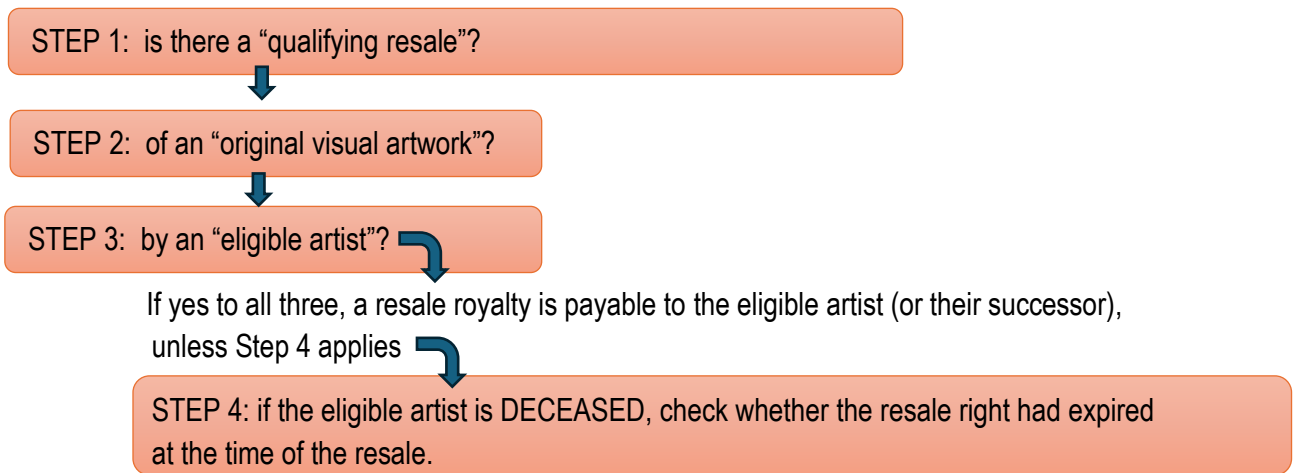 STEP 1:  is there a “qualifying resale”?
STEP 2:  of an “original visual artwork”?
STEP 3:  by an “eligible artist”?
If yes to all three, a resale royalty is payable to the eligible artist (or their successor),
unless Step 4 applies
STEP 4: if the eligible artist is DECEASED, check whether the resale right had expired
at the time of the resale.